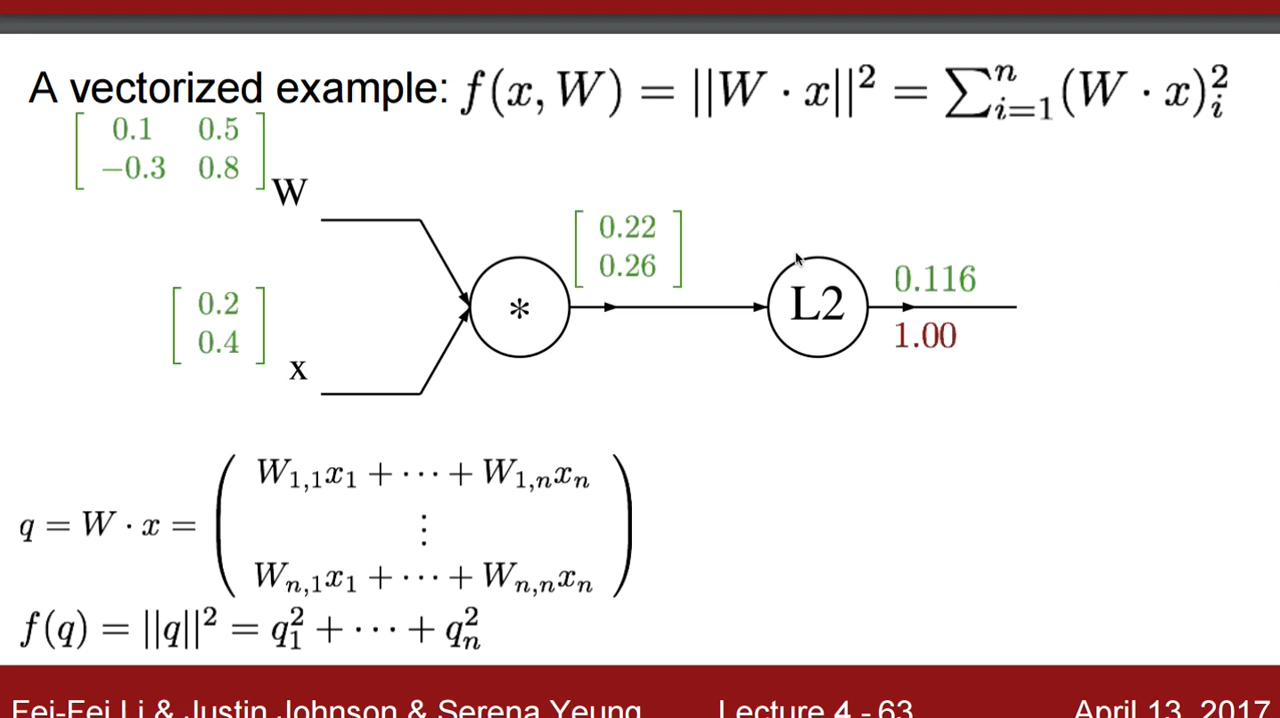 A vectorized example: f(x, W) = ||W · x||² = ∑ⁿᵢ₌₁(W · x)²ᵢ
[ 0.1 0.5
−0.3 0.8 ]
W
[ 0.22
0.26 ]
*
L2
0.116
1.00
[ 0.2
0.4 ]
x
q = W · x = ( W₁,₁x₁ + ··· + W₁,ₙxₙ
⋮
Wₙ,₁x₁ + ··· + Wₙ,ₙxₙ )
f(q) = ||q||² = q₁² + ··· + qₙ²
Fei-Fei Li & Justin Johnson & Serena Yeung Lecture 4 - 63 April 13, 2017